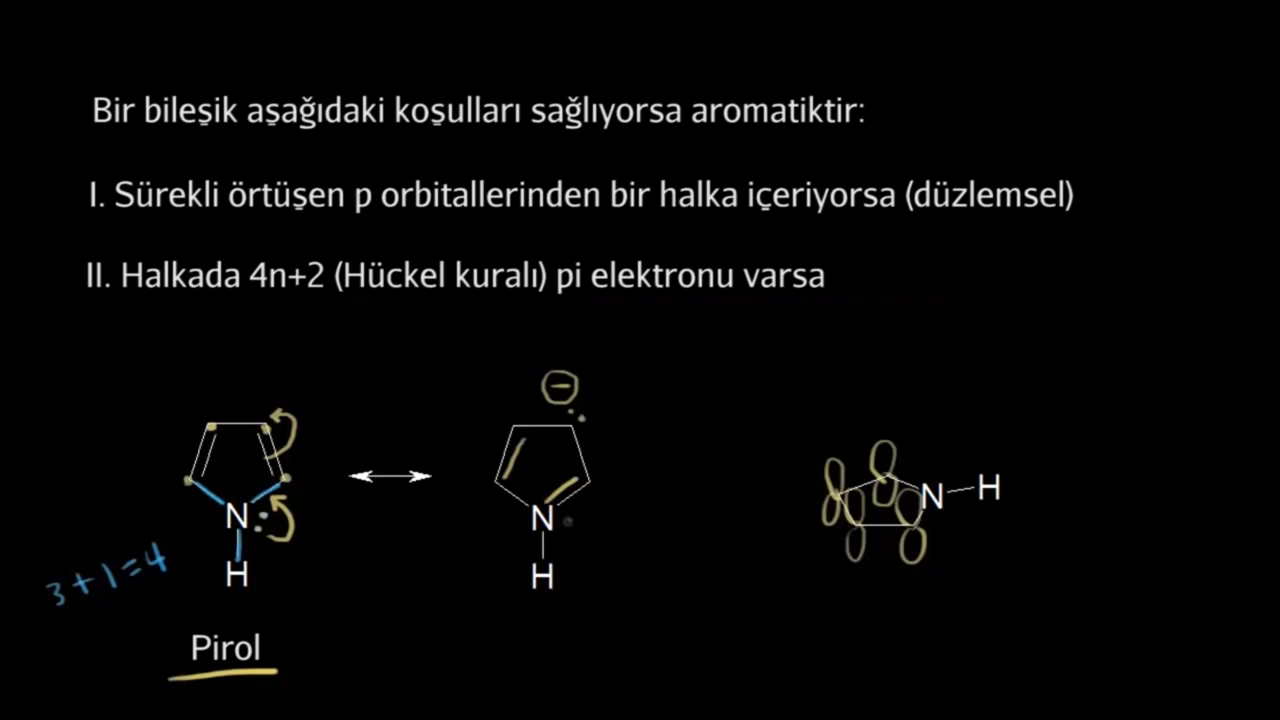 Bir bileşik aşağıdaki koşulları sağlıyorsa aromatiktir:
I. Sürekli örtüşen p orbitallerinden bir halka içeriyorsa (düzlemsel)
II. Halkada 4n+2 (Hückel kuralı) pi elektronu varsa
N
H
3+1=4
Pirol
−
N
H
N
H